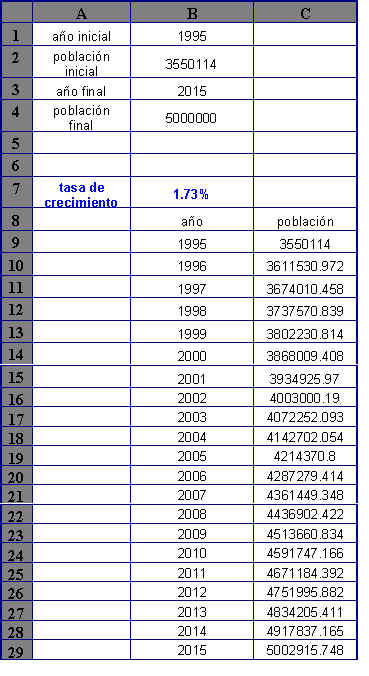 A B C
1 año inicial 1995
2 población inicial 3550114
3 año final 2015
4 población final 5000000
5
6
7 tasa de crecimiento 1.73%
8 año población
9 1995 3550114
10 1996 3611530.972
11 1997 3674010.458
12 1998 3737570.839
13 1999 3802230.814
14 2000 3868009.408
15 2001 3934925.97
16 2002 4003000.19
17 2003 4072252.093
18 2004 4142702.054
19 2005 4214370.8
20 2006 4287279.414
21 2007 4361449.348
22 2008 4436902.422
23 2009 4513660.834
24 2010 4591747.166
25 2011 4671184.392
26 2012 4751995.882
27 2013 4834205.411
28 2014 4917837.165
29 2015 5002915.748